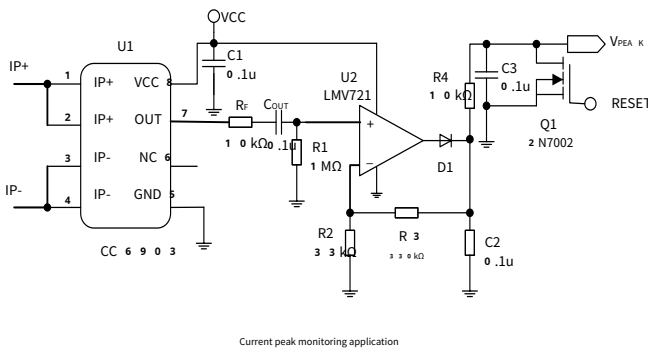 VCC
U1
C1
0.1u
IP+
1
IP+
VCC
8
U2
LMV721
R4
10kΩ
C3
0.1u
VPEAK
RESET
Q1
2N7002
2
IP+
OUT
7
RF
10kΩ
COUT
0.1u
R1
1MΩ
+
−
D1
3
IP-
NC
6
IP-
4
IP-
GND
5
CC6903
R2
33kΩ
R3
330kΩ
C2
0.1u
Current peak monitoring application